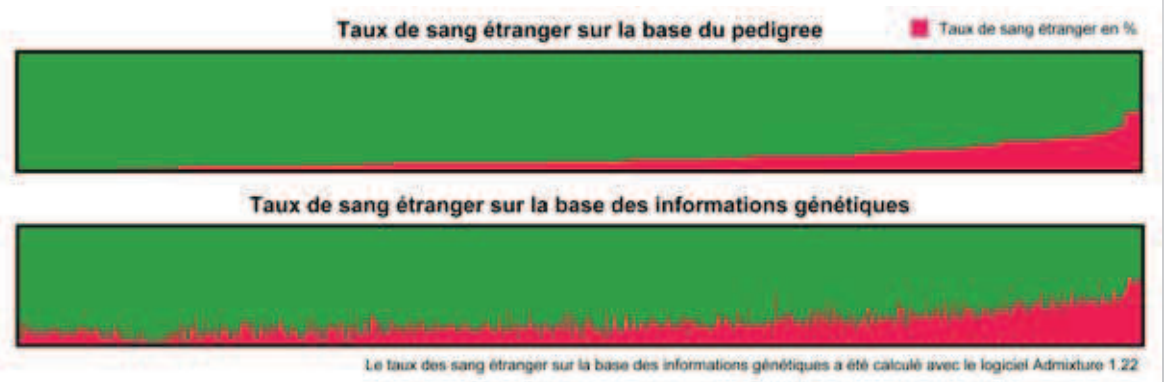 Taux de sang étranger sur la base du pedigree
Taux de sang étranger en %
Taux de sang étranger sur la base des informations génétiques
Le taux des sang étranger sur la base des informations génétiques a été calculé avec le logiciel Admixture 1.22